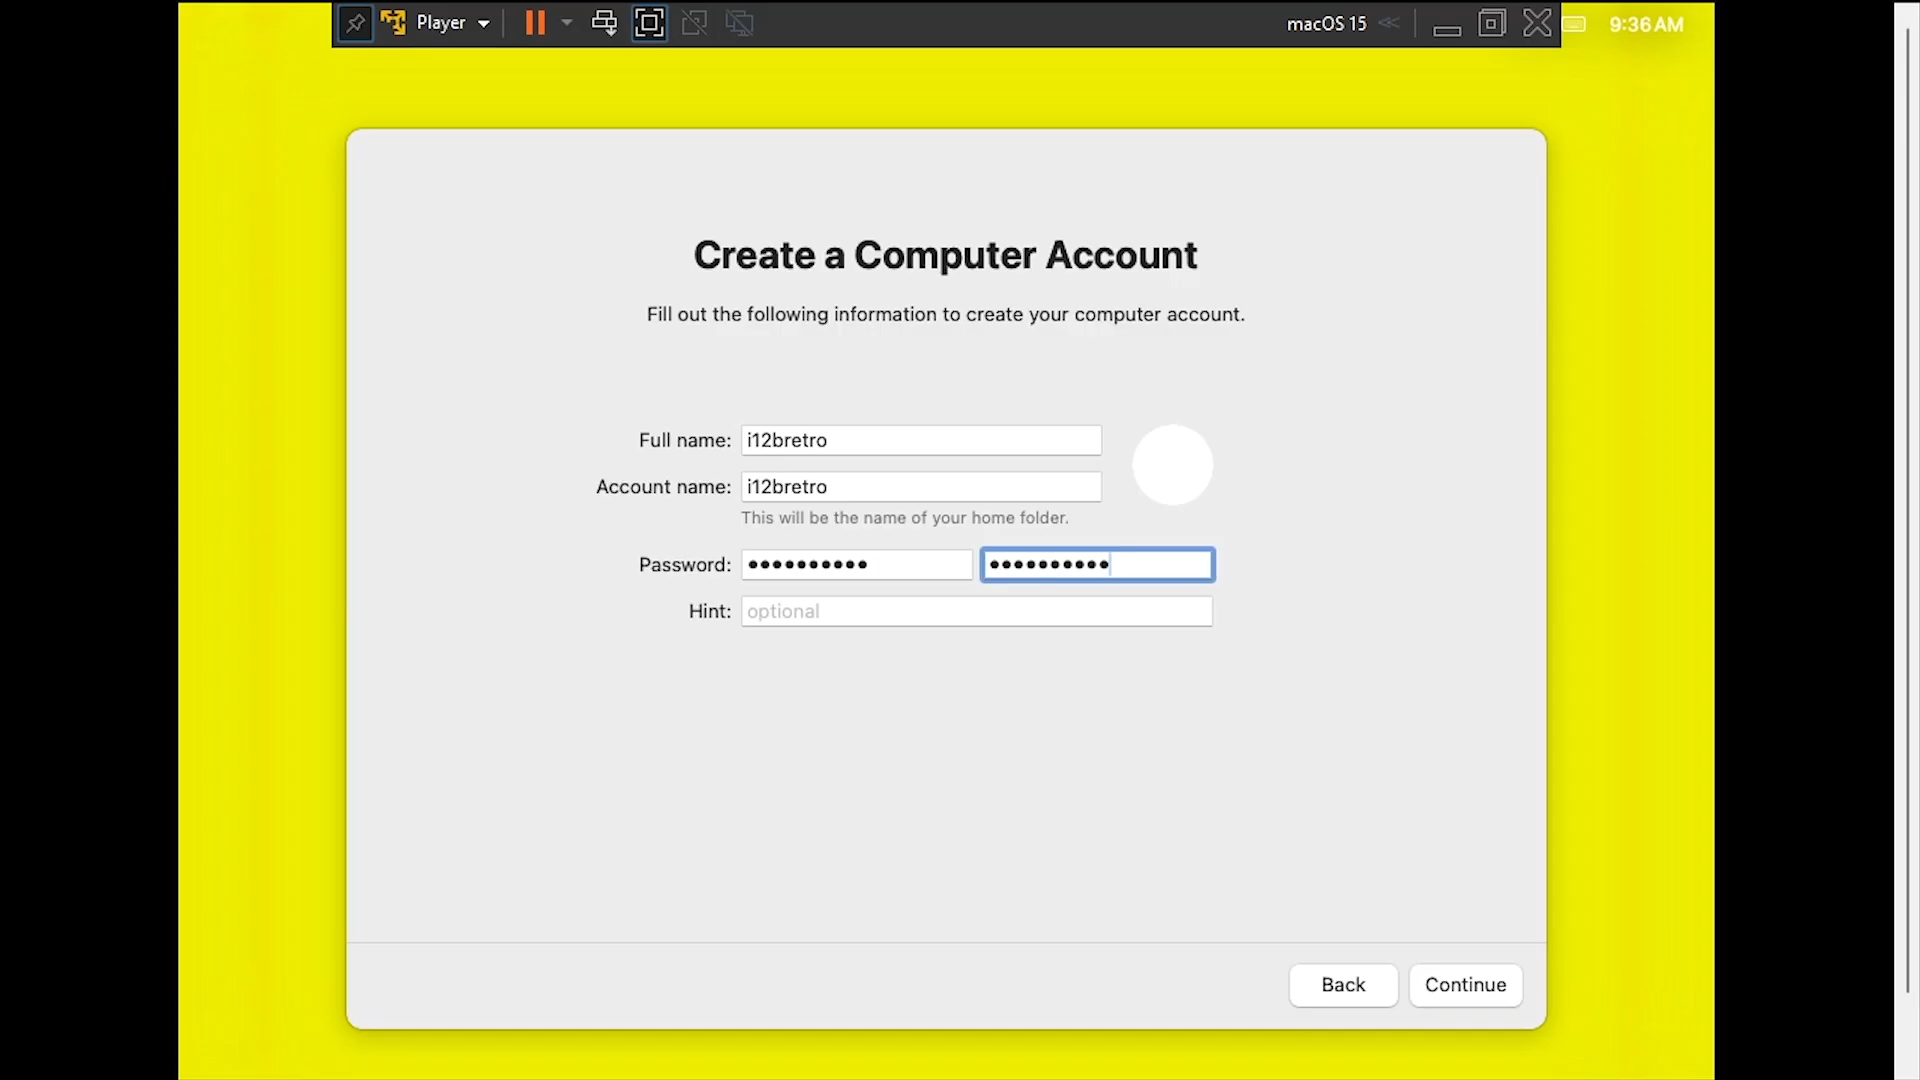 Player
macOS 15
9:36 AM
Create a Computer Account
Fill out the following information to create your computer account.
Full name: i12bretro
Account name: i12bretro
This will be the name of your home folder.
Password: •••••••••• ••••••••••
Hint: optional
Back Continue